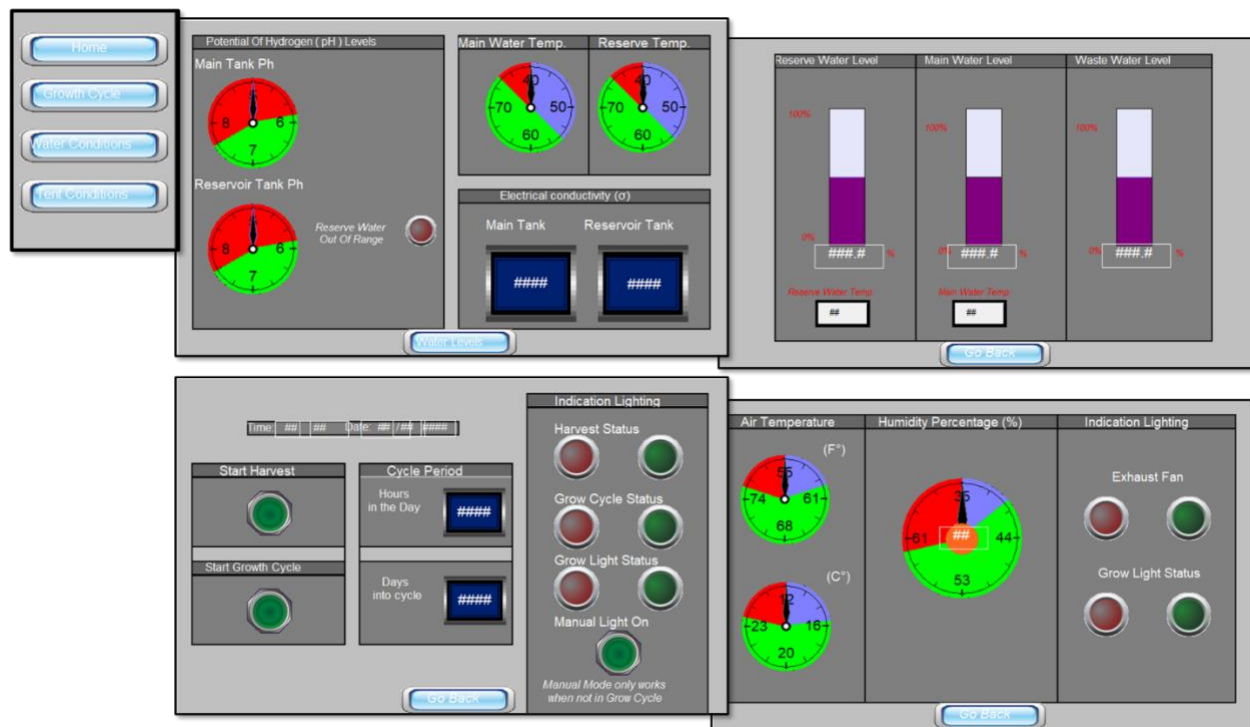 Home
Growth Cycle
Water Conditions
Tent Conditions
Potential Of Hydrogen ( pH ) Levels
Main Tank Ph
8 6
7
Reservoir Tank Ph
8 6
7
Reserve Water
Out Of Range
Main Water Temp.
40
70 50
60
Reserve Temp.
40
70 50
60
Electrical conductivity (σ)
Main Tank Reservoir Tank
#### ####
Water Levels
Reserve Water Level
100%
0%
###.# %
Reserve Water Temp.
##
Main Water Level
100%
0%
###.# %
Main Water Temp.
##
Waste Water Level
100%
0%
###.# %
Go Back
Time: ## ## Date: ## / ## ####
Start Harvest
Start Growth Cycle
Cycle Period
Hours
in the Day
####
Days
into cycle
####
Go Back
Indication Lighting
Harvest Status
Grow Cycle Status
Grow Light Status
Manual Light On
Manual Mode only works
when not in Grow Cycle
Air Temperature
(F°)
55
74 61
68
(C°)
12
23 16
20
Humidity Percentage (%)
35
61 ## 44
53
Indication Lighting
Exhaust Fan
Grow Light Status
Go Back